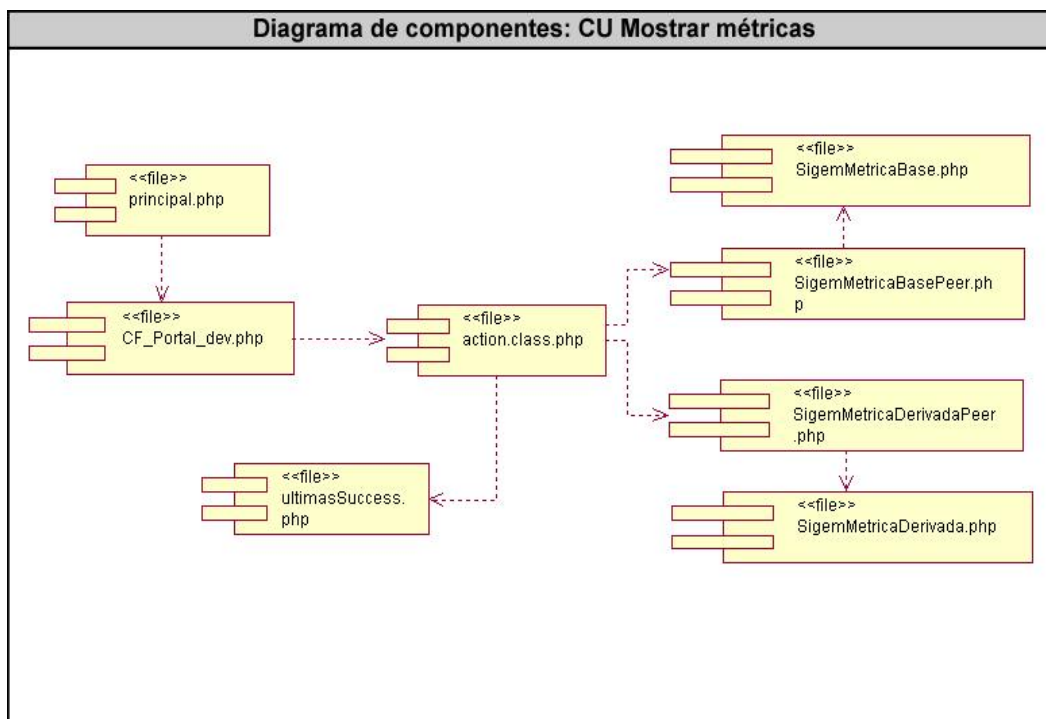 Diagrama de componentes: CU Mostrar métricas
<<file>>
principal.php
<<file>>
CF_Portal_dev.php
<<file>>
action.class.php
<<file>>
ultimasSuccess.
php
<<file>>
SigemMetricaBase.php
<<file>>
SigemMetricaBasePeer.ph
p
<<file>>
SigemMetricaDerivadaPeer
.php
<<file>>
SigemMetricaDerivada.php